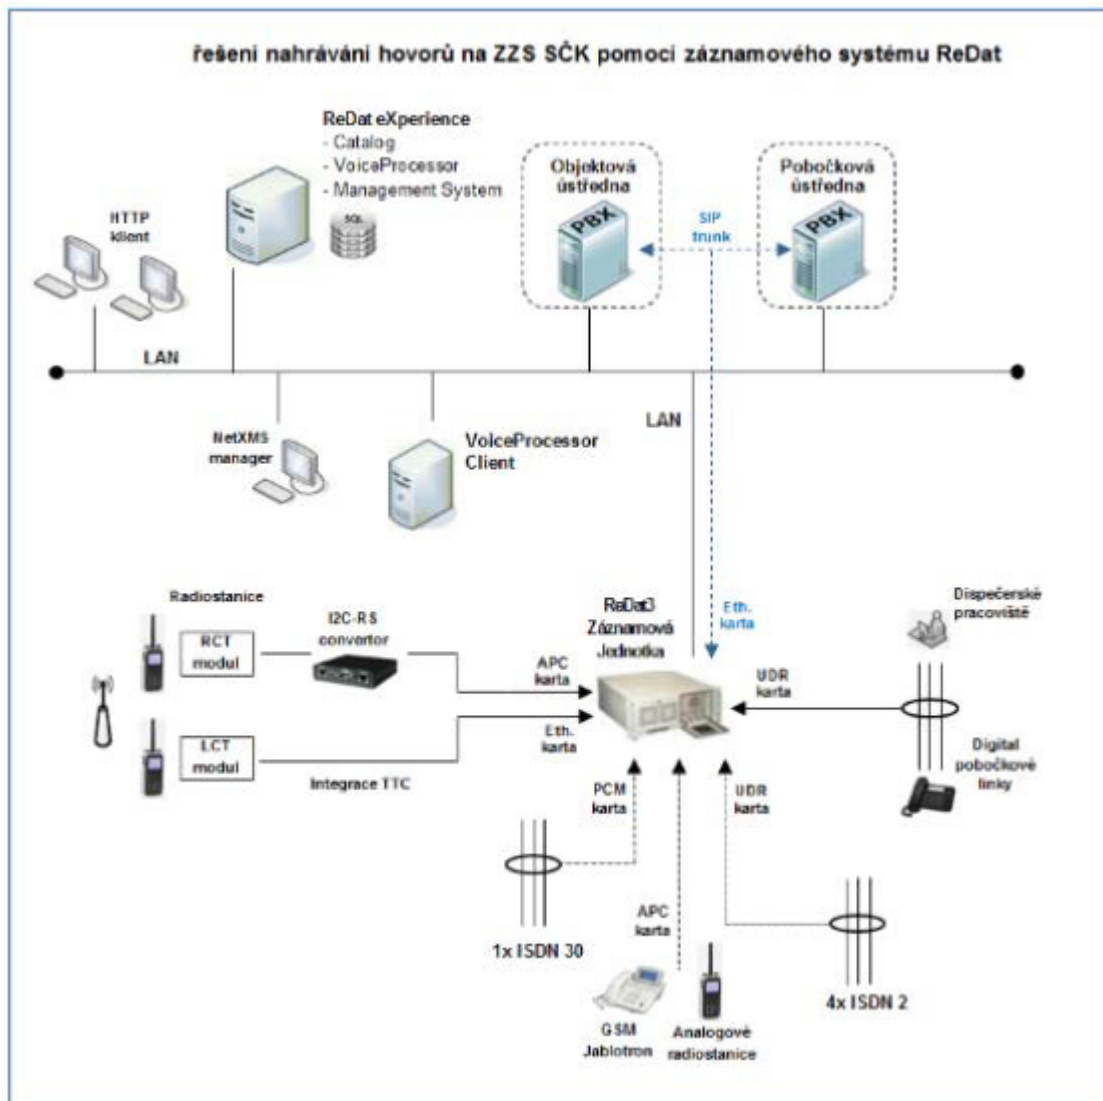 řešení nahrávání hovorů na ZZS SČK pomocí záznamového systému ReDat
ReDat eXperience
- Catalog
- VoiceProcessor
- Management System
SQL
HTTP
klient
Objektová
ústředna
PBX
SIP
trunk
Pobočková
ústředna
PBX
LAN
NetXMS
manager
VoiceProcessor
Client
LAN
Radiostanice
RCT
modul
I2C-RS
convertor
APC
karta
ReDat3
Záznamová
Jednotka
Eth.
karta
Dispečerské
pracoviště
UDR
karta
LCT
modul
Integrace TTC
Eth.
karta
Digital
pobočkové
linky
PCM
karta
UDR
karta
1x ISDN 30
APC
karta
4x ISDN 2
GSM
Jablotron
Analogové
radiostanice